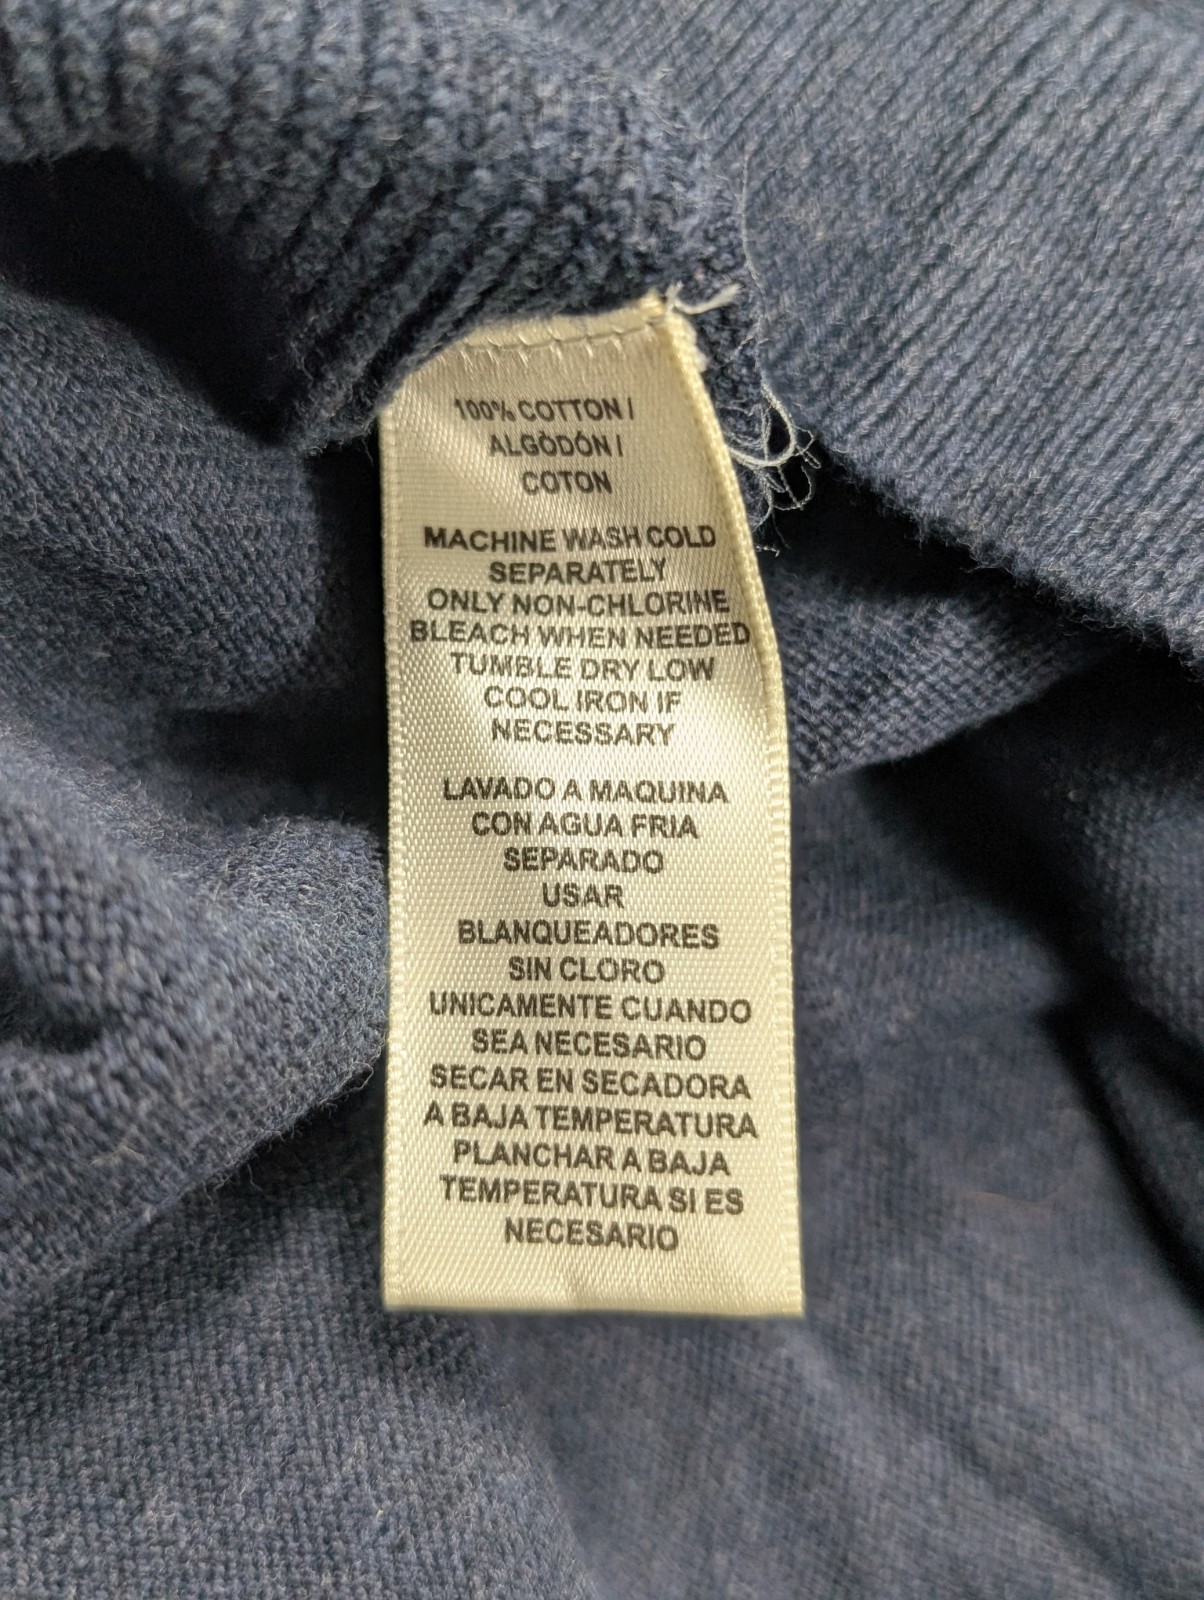 100% COTTON /
ALGÒDÓN /
COTON
MACHINE WASH COLD
SEPARATELY
ONLY NON-CHLORINE
BLEACH WHEN NEEDED
TUMBLE DRY LOW
COOL IRON IF
NECESSARY
LAVADO A MAQUINA
CON AGUA FRIA
SEPARADO
USAR
BLANQUEADORES
SIN CLORO
UNICAMENTE CUANDO
SEA NECESARIO
SECAR EN SECADORA
A BAJA TEMPERATURA
PLANCHAR A BAJA
TEMPERATURA SI ES
NECESARIO